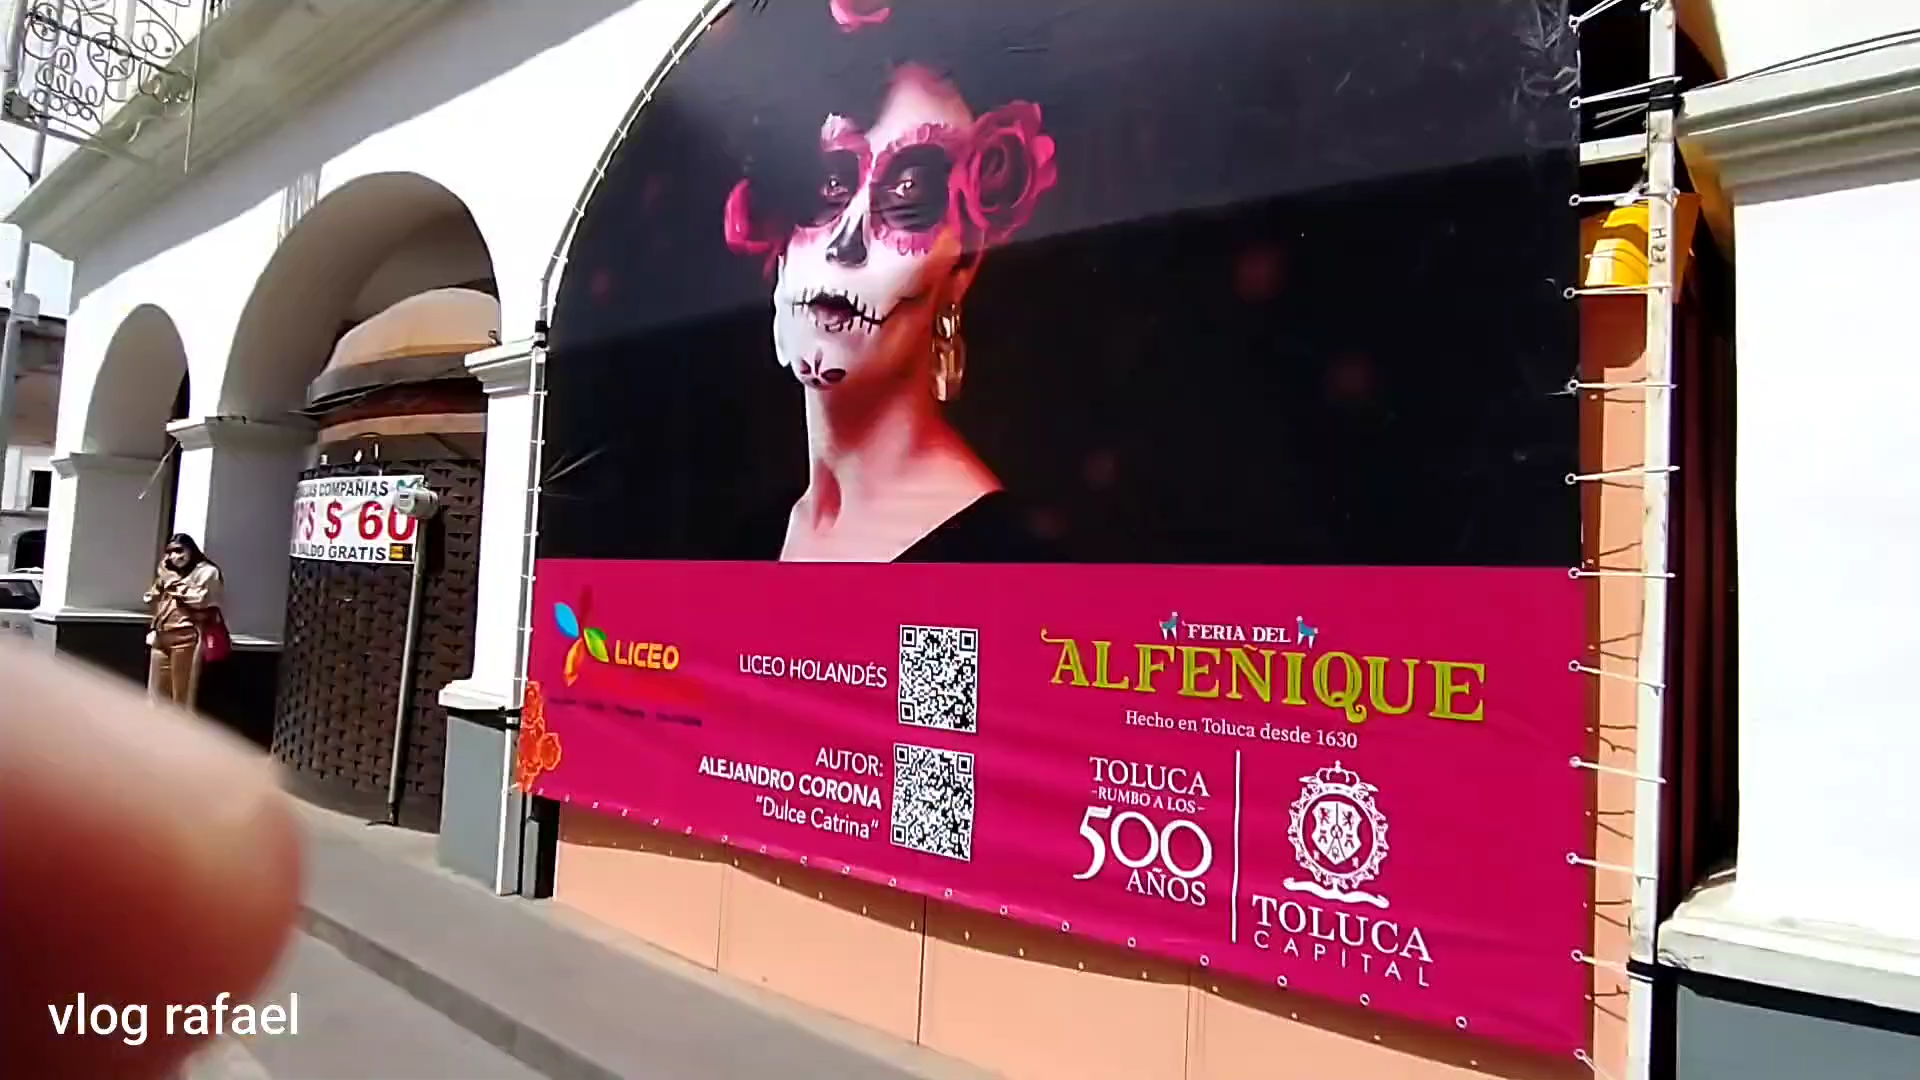 COMPAÑIAS
$ 60
GRATIS
LICEO
LICEO HOLANDÉS
AUTOR:
ALEJANDRO CORONA
"Dulce Catrina"
FERIA DEL
ALFEÑIQUE
Hecho en Toluca desde 1630
TOLUCA
-RUMBO A LOS-
500
AÑOS
TOLUCA
CAPITAL
vlog rafael